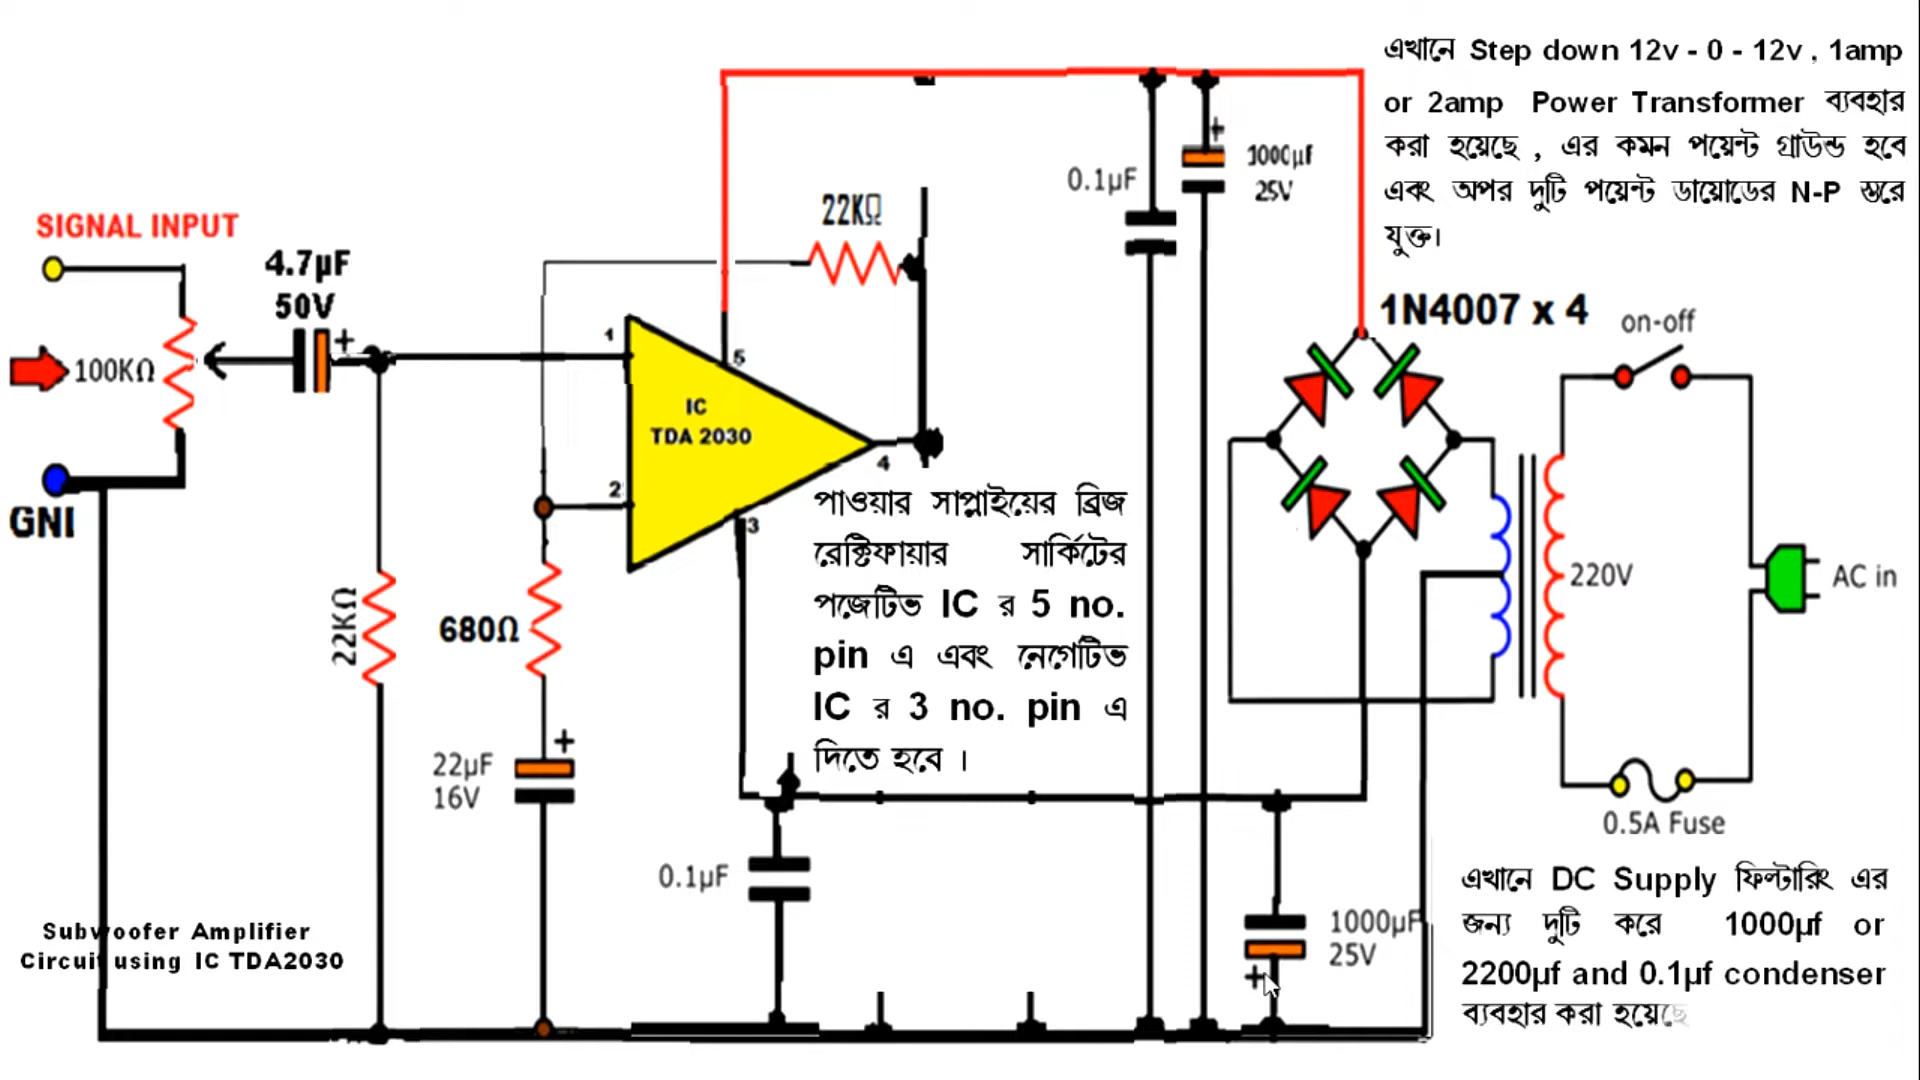 এখানে Step down 12v - 0 - 12v , 1amp
or 2amp Power Transformer ব্যবহার
করা হয়েছে , এর কমন পয়েন্ট গ্রাউন্ড হবে
এবং অপর দুটি পয়েন্ট ডায়োডের N-P স্তরে
যুক্ত।
SIGNAL INPUT
4.7µF
50V
100KΩ
GNI
22KΩ
22KΩ
680Ω
22µF
16V
+
+
1
2
3
4
5
IC
TDA 2030
0.1µF
+
1000µf
25V
1N4007 x 4
on-off
220V
AC in
0.5A Fuse
পাওয়ার সাপ্লাইয়ের ব্রিজ
রেক্টিফায়ার সার্কিটের
পজেটিভ IC র 5 no.
pin এ এবং নেগেটিভ
IC র 3 no. pin এ
দিতে হবে ।
0.1µF
1000µF
25V
+
এখানে DC Supply ফিল্টারিং এর
জন্য দুটি করে 1000µf or
2200µf and 0.1µf condenser
ব্যবহার করা হয়েছে
Subwoofer Amplifier
Circuit using IC TDA2030